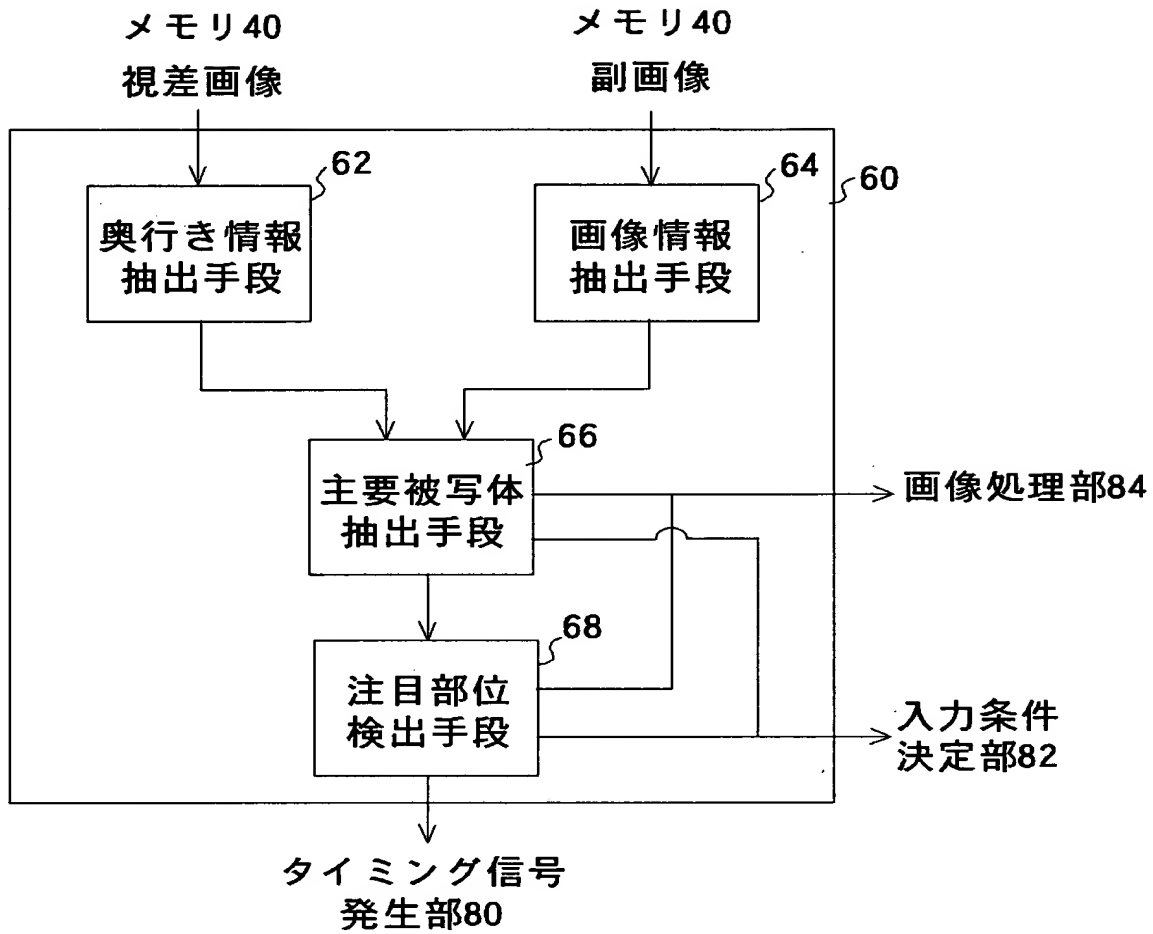 メモリ40
視差画像
メモリ40
副画像
62
奥行き情報
抽出手段
64
画像情報
抽出手段
60
66
主要被写体
抽出手段
画像処理部84
68
注目部位
検出手段
入力条件
決定部82
タイミング信号
発生部80